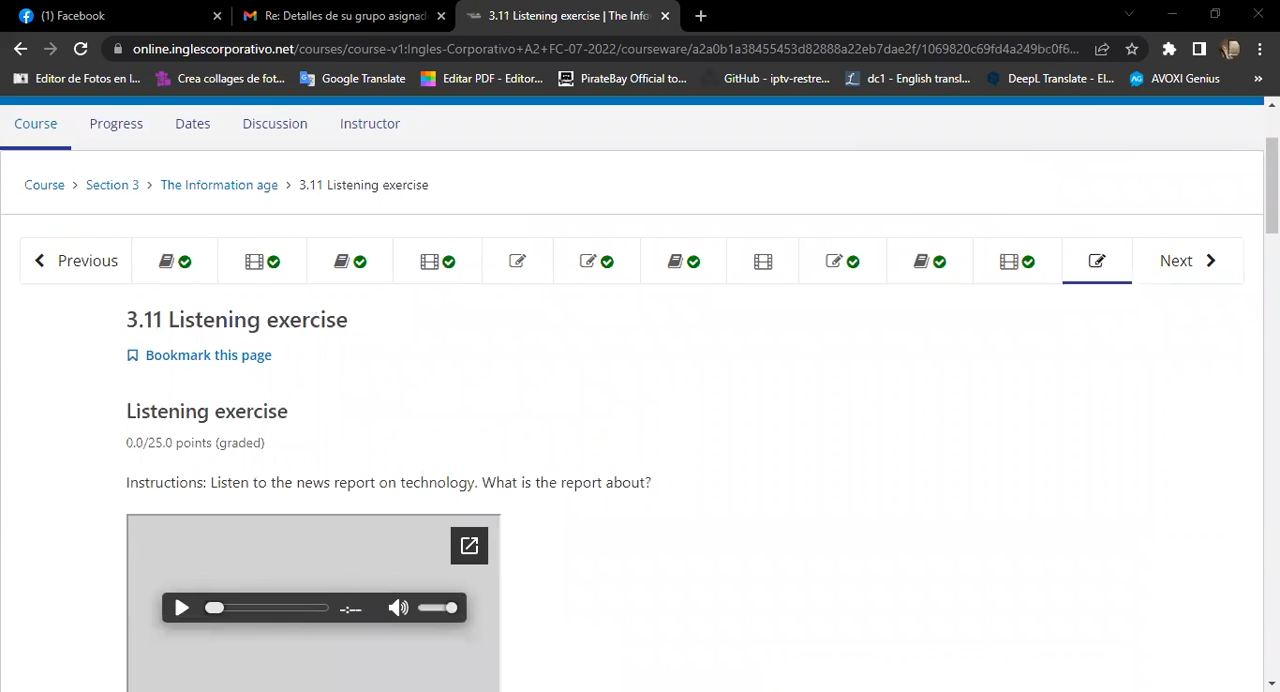 (1) Facebook
Re: Detalles de su grupo asignad
3.11 Listening exercise | The Info
online.inglescorporativo.net/courses/course-v1:Ingles-Corporativo+A2+FC-07-2022/courseware/a2a0b1a38455453d82888a22eb7dae2f/1069820c69fd4a249bc0f6...
Editor de Fotos en l...
Crea collages de fot...
Google Translate
Editar PDF - Editor...
PirateBay Official to...
GitHub - iptv-restre...
dc1 - English transl...
DeepL Translate - El...
AVOXI Genius
»
Course
Progress
Dates
Discussion
Instructor
Course > Section 3 > The Information age > 3.11 Listening exercise
Previous
Next
3.11 Listening exercise
Bookmark this page
Listening exercise
0.0/25.0 points (graded)
Instructions: Listen to the news report on technology. What is the report about?
-:--